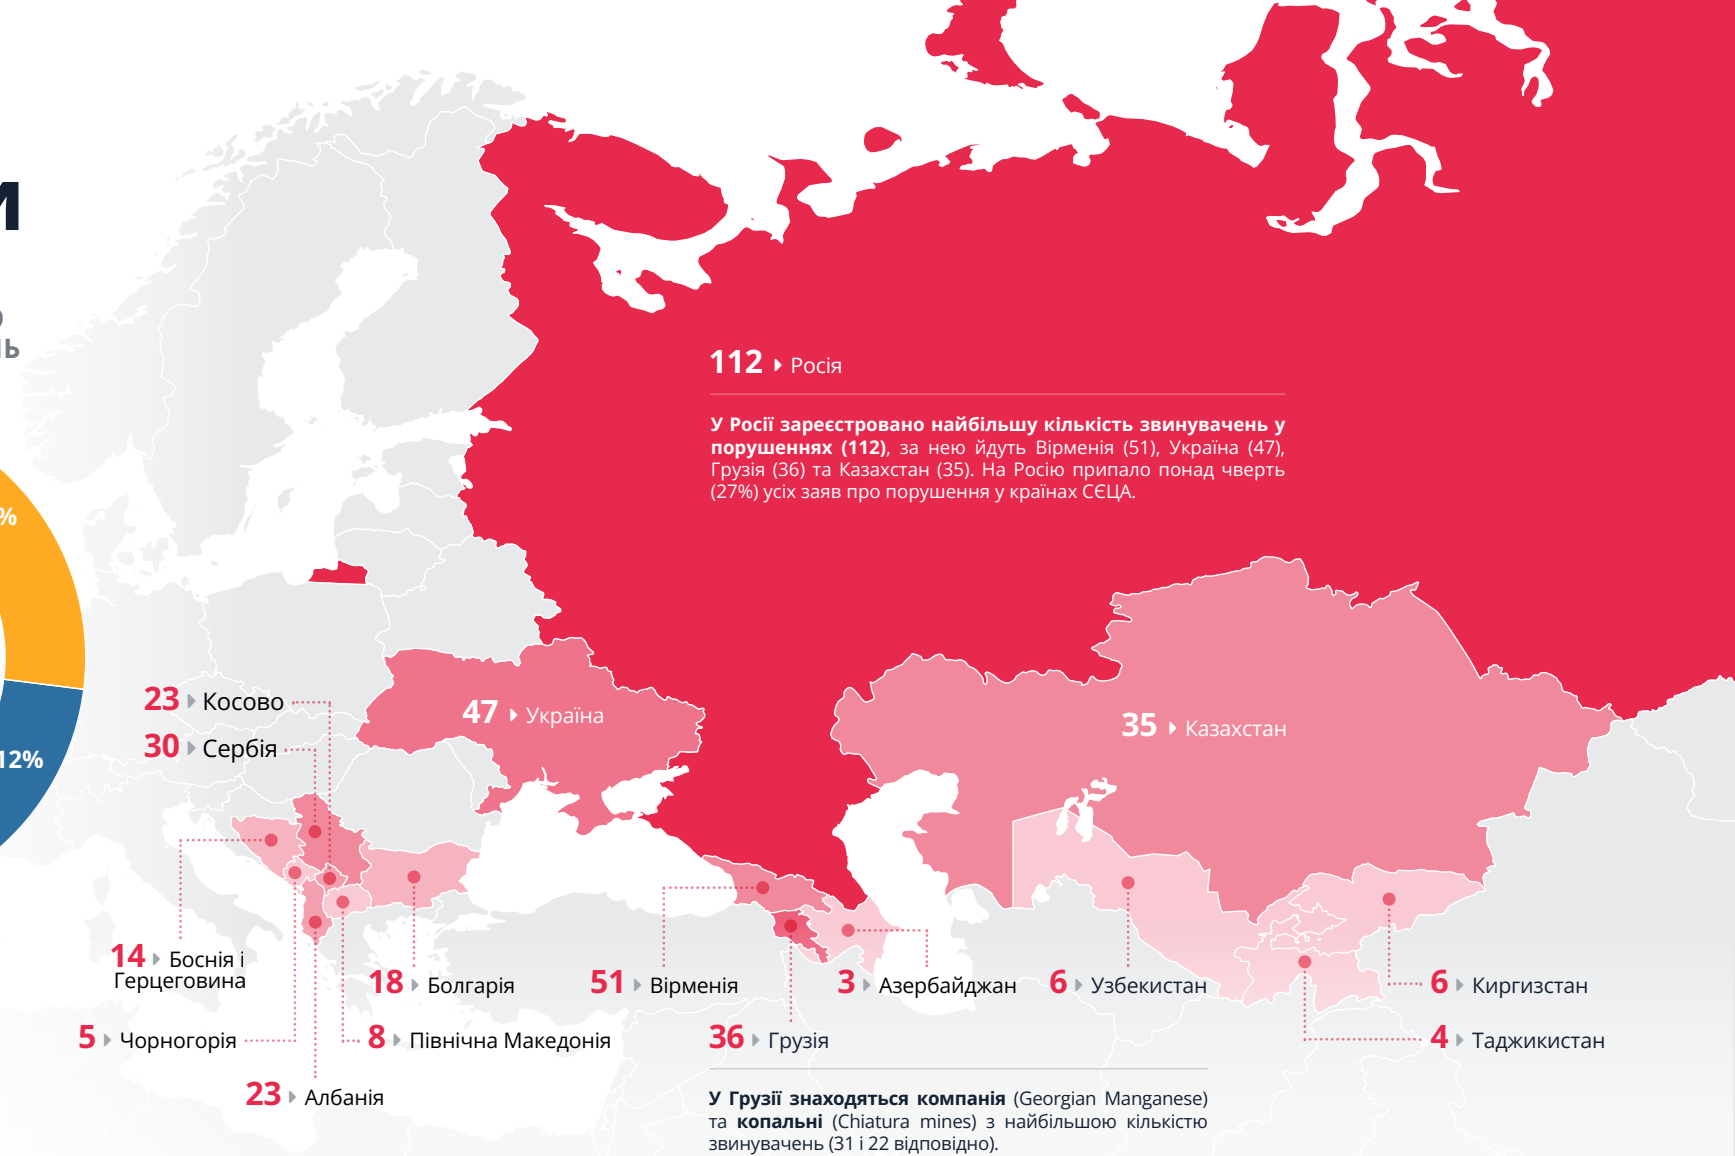 И
Ь
%
12%
112 Росія
У Росії зареєстровано найбільшу кількість звинувачень у
порушеннях (112), за нею йдуть Вірменія (51), Україна (47),
Грузія (36) та Казахстан (35). На Росію припало понад чверть
(27%) усіх заяв про порушення у країнах СЄЦА.
23 Косово
30 Сербія
47 Україна
35 Казахстан
14 Боснія і
Герцеговина
18 Болгарія
51 Вірменія
3 Азербайджан
6 Узбекистан
6 Киргизстан
5 Чорногорія
8 Північна Македонія
36 Грузія
4 Таджикистан
23 Албанія
У Грузії знаходяться компанія (Georgian Manganese)
та копальні (Chiatura mines) з найбільшою кількістю
звинувачень (31 і 22 відповідно).